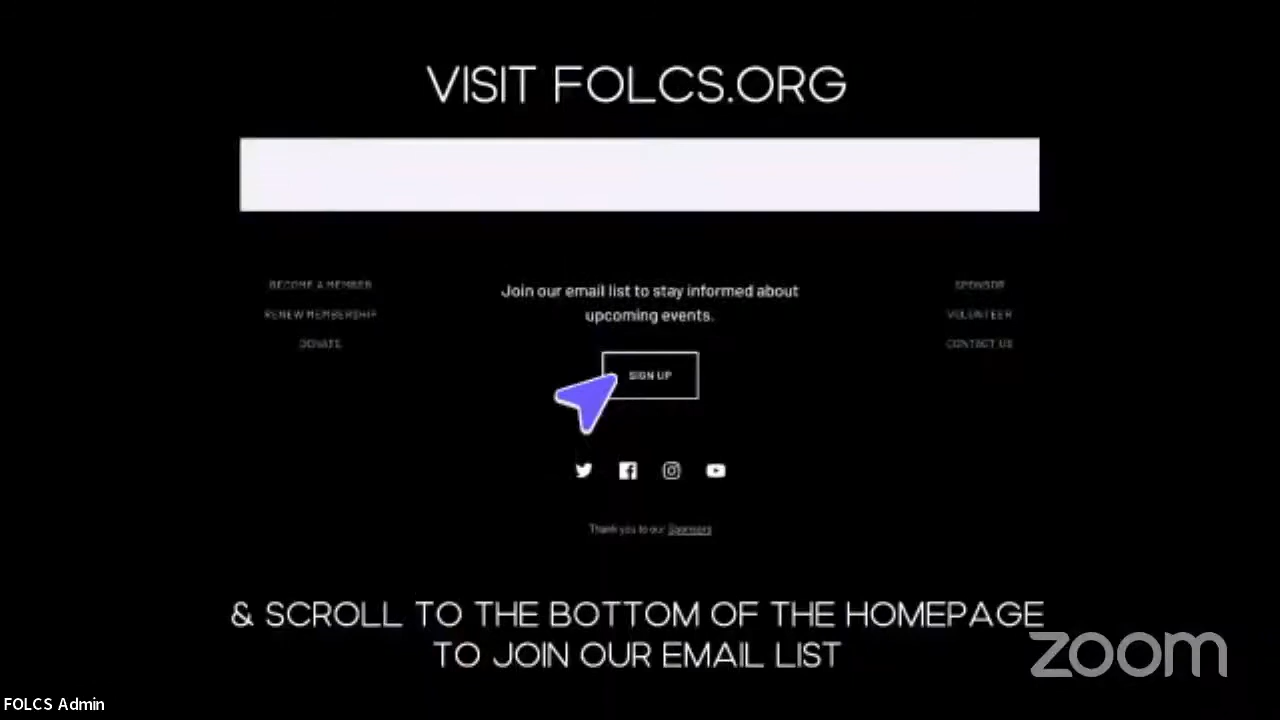 VISIT FOLCS.ORG
BECOME A MEMBER
RENEW MEMBERSHIP
DONATE
Join our email list to stay informed about
upcoming events.
SIGN UP
SPONSOR
VOLUNTEER
CONTACT US
Thank you to our Sponsors
& SCROLL TO THE BOTTOM OF THE HOMEPAGE
TO JOIN OUR EMAIL LIST
zoom
FOLCS Admin